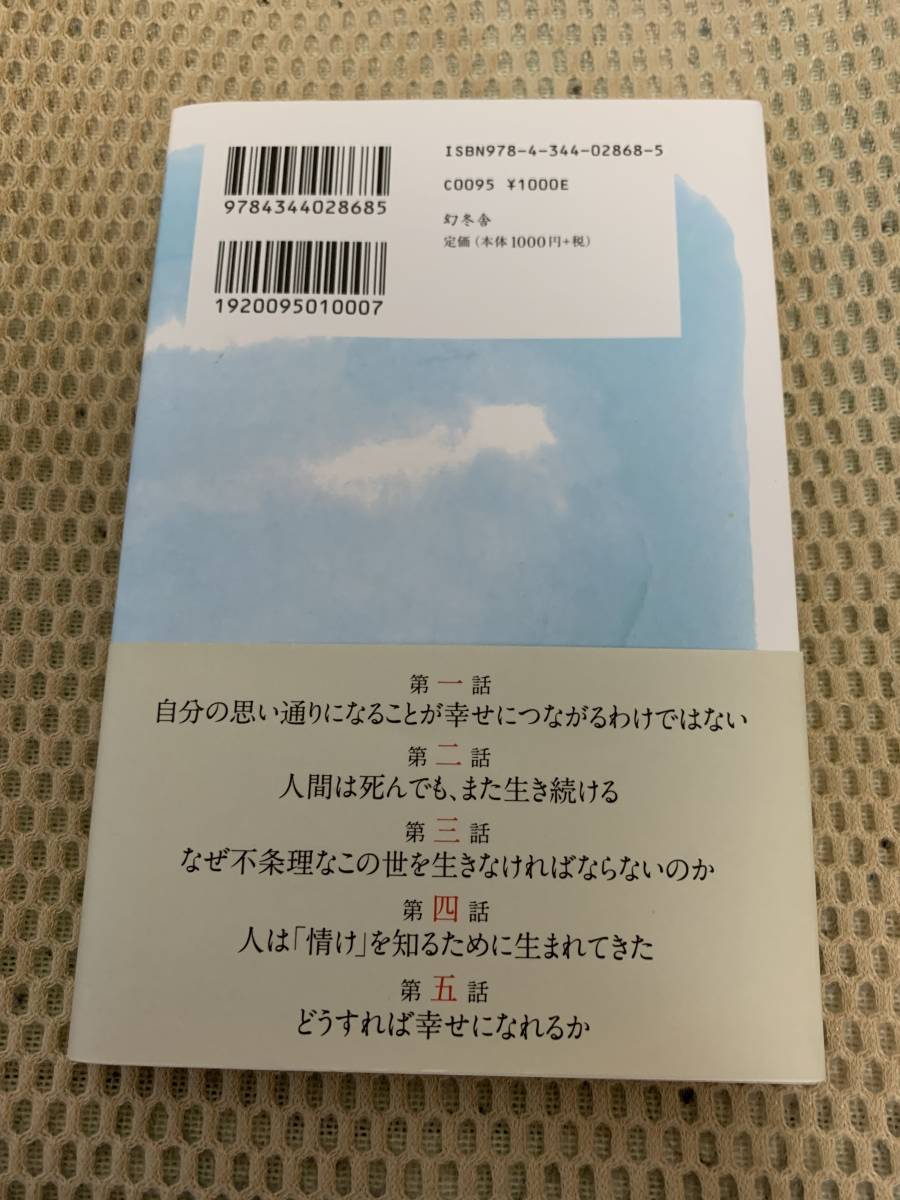 ISBN978-4-344-02868-5
C0095 ¥1000E
幻冬舎
定価(本体1000円+税)
9784344028685
1920095010007
第一話
自分の思い通りになることが幸せにつながるわけではない
第二話
人間は死んでも、また生き続ける
第三話
なぜ不条理なこの世を生きなければならないのか
第四話
人は「情け」を知るために生まれてきた
第五話
どうすれば幸せになれるか